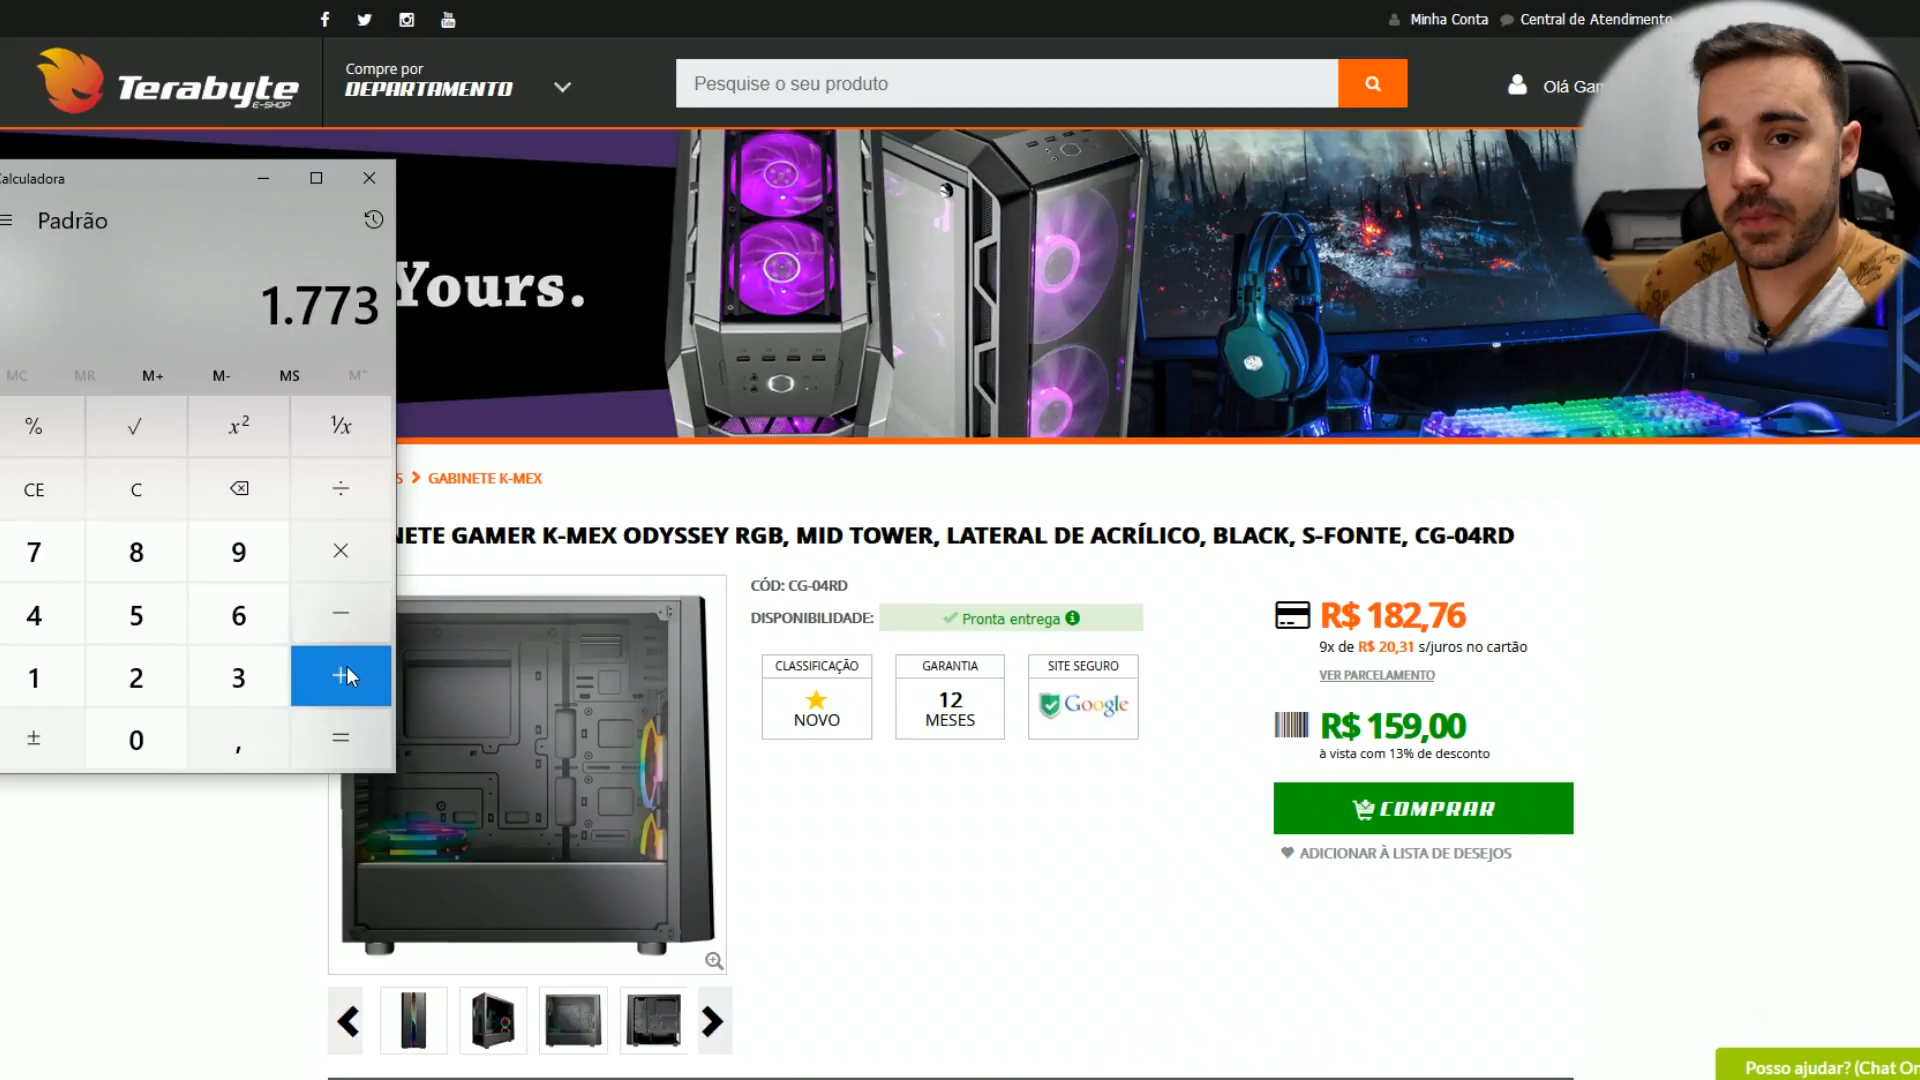 You Tube
Minha Conta
Central de Atendimento
Terabyte
E-SHOP
Compre por
DEPARTAMENTO
Pesquise o seu produto
Olá Gam
Yours.
Calculadora
Padrão
1.773
MC MR M+ M- MS M˅
% √ x² ¹/x
CE C ÷
7 8 9 ×
4 5 6 −
1 2 3 +
± 0 , =
S > GABINETE K-MEX
NETE GAMER K-MEX ODYSSEY RGB, MID TOWER, LATERAL DE ACRÍLICO, BLACK, S-FONTE, CG-04RD
CÓD: CG-04RD
DISPONIBILIDADE: Pronta entrega
CLASSIFICAÇÃO
NOVO
GARANTIA
12
MESES
SITE SEGURO
Google
R$ 182,76
9x de R$ 20,31 s/juros no cartão
VER PARCELAMENTO
R$ 159,00
à vista com 13% de desconto
COMPRAR
ADICIONAR À LISTA DE DESEJOS
Posso ajudar? (Chat On